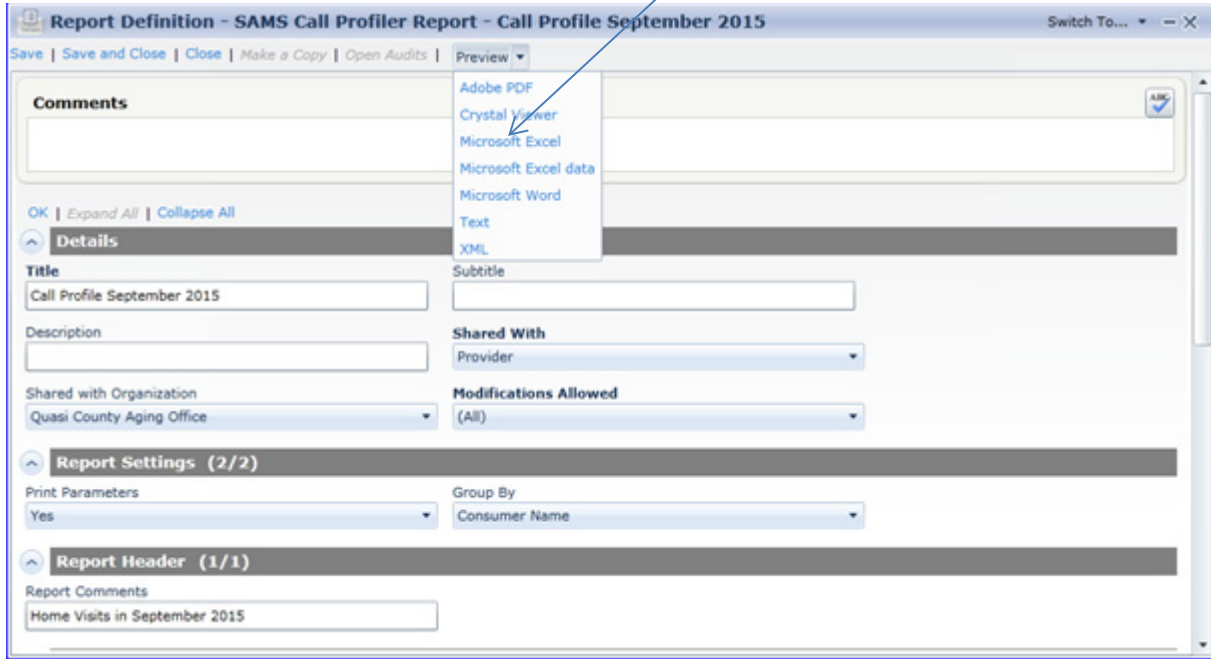 Report Definition - SAMS Call Profiler Report - Call Profile September 2015 Switch To...
Save | Save and Close | Close | Make a Copy | Open Audits | Preview
Adobe PDF
Comments
ABC
Crystal Viewer
Microsoft Excel
Microsoft Excel data
Microsoft Word
Text
XML
OK | Expand All | Collapse All
Details
Title Subtitle
Call Profile September 2015
Description Shared With
Provider
Shared with Organization Modifications Allowed
Quasi County Aging Office (All)
Report Settings (2/2)
Print Parameters Group By
Yes Consumer Name
Report Header (1/1)
Report Comments
Home Visits in September 2015